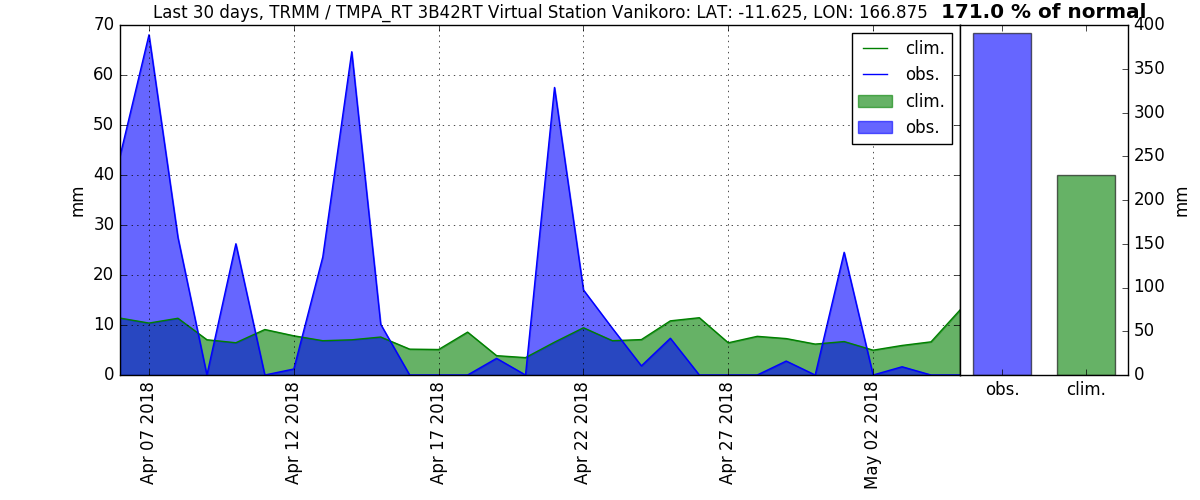 Last 30 days, TRMM / TMPA_RT 3B42RT Virtual Station Vanikoro: LAT: -11.625, LON: 166.875 171.0 % of normal
70
60
50
40
30
20
10
0
mm
clim.
obs.
clim.
obs.
Apr 07 2018
Apr 12 2018
Apr 17 2018
Apr 22 2018
Apr 27 2018
May 02 2018
400
350
300
250
200
150
100
50
0
mm
obs.
clim.